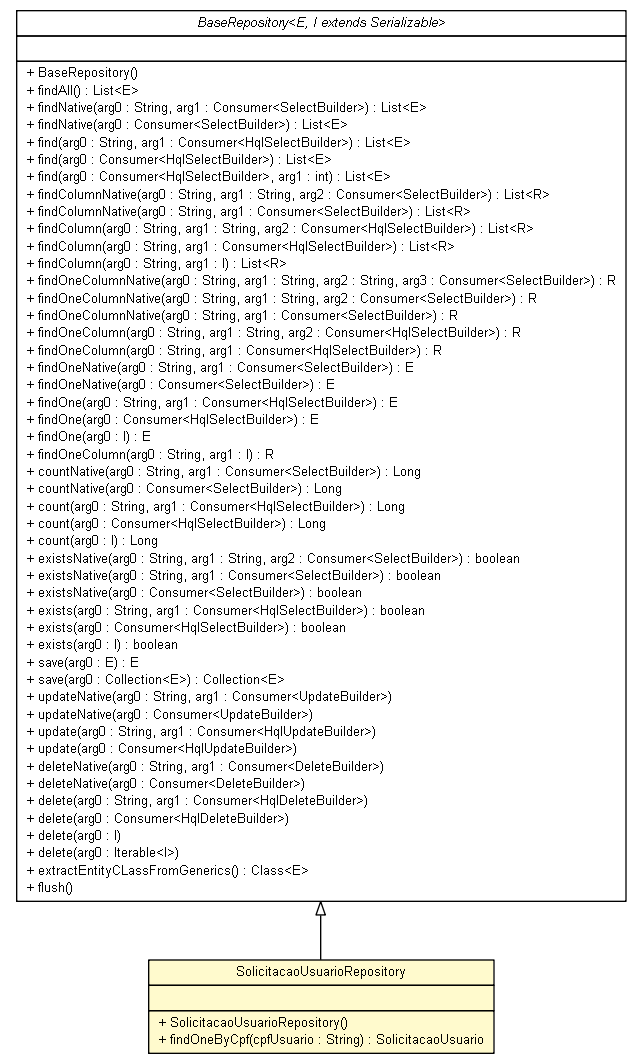 BaseRepository<E, I extends Serializable>
+ BaseRepository()
+ findAll() : List<E>
+ findNative(arg0 : String, arg1 : Consumer<SelectBuilder>) : List<E>
+ findNative(arg0 : Consumer<SelectBuilder>) : List<E>
+ find(arg0 : String, arg1 : Consumer<HqlSelectBuilder>) : List<E>
+ find(arg0 : Consumer<HqlSelectBuilder>) : List<E>
+ find(arg0 : Consumer<HqlSelectBuilder>, arg1 : int) : List<E>
+ findColumnNative(arg0 : String, arg1 : String, arg2 : Consumer<SelectBuilder>) : List<R>
+ findColumnNative(arg0 : String, arg1 : Consumer<SelectBuilder>) : List<R>
+ findColumn(arg0 : String, arg1 : String, arg2 : Consumer<HqlSelectBuilder>) : List<R>
+ findColumn(arg0 : String, arg1 : Consumer<HqlSelectBuilder>) : List<R>
+ findColumn(arg0 : String, arg1 : I) : List<R>
+ findOneColumnNative(arg0 : String, arg1 : String, arg2 : String, arg3 : Consumer<SelectBuilder>) : R
+ findOneColumnNative(arg0 : String, arg1 : String, arg2 : Consumer<SelectBuilder>) : R
+ findOneColumnNative(arg0 : String, arg1 : Consumer<SelectBuilder>) : R
+ findOneColumn(arg0 : String, arg1 : String, arg2 : Consumer<HqlSelectBuilder>) : R
+ findOneColumn(arg0 : String, arg1 : Consumer<HqlSelectBuilder>) : R
+ findOneNative(arg0 : String, arg1 : Consumer<SelectBuilder>) : E
+ findOneNative(arg0 : Consumer<SelectBuilder>) : E
+ findOne(arg0 : String, arg1 : Consumer<HqlSelectBuilder>) : E
+ findOne(arg0 : Consumer<HqlSelectBuilder>) : E
+ findOne(arg0 : I) : E
+ findOneColumn(arg0 : String, arg1 : I) : R
+ countNative(arg0 : String, arg1 : Consumer<SelectBuilder>) : Long
+ countNative(arg0 : Consumer<SelectBuilder>) : Long
+ count(arg0 : String, arg1 : Consumer<HqlSelectBuilder>) : Long
+ count(arg0 : Consumer<HqlSelectBuilder>) : Long
+ count(arg0 : I) : Long
+ existsNative(arg0 : String, arg1 : String, arg2 : Consumer<SelectBuilder>) : boolean
+ existsNative(arg0 : String, arg1 : Consumer<SelectBuilder>) : boolean
+ existsNative(arg0 : Consumer<SelectBuilder>) : boolean
+ exists(arg0 : String, arg1 : Consumer<HqlSelectBuilder>) : boolean
+ exists(arg0 : Consumer<HqlSelectBuilder>) : boolean
+ exists(arg0 : I) : boolean
+ save(arg0 : E) : E
+ save(arg0 : Collection<E>) : Collection<E>
+ updateNative(arg0 : String, arg1 : Consumer<UpdateBuilder>)
+ updateNative(arg0 : Consumer<UpdateBuilder>)
+ update(arg0 : String, arg1 : Consumer<HqlUpdateBuilder>)
+ update(arg0 : Consumer<HqlUpdateBuilder>)
+ deleteNative(arg0 : String, arg1 : Consumer<DeleteBuilder>)
+ deleteNative(arg0 : Consumer<DeleteBuilder>)
+ delete(arg0 : String, arg1 : Consumer<HqlDeleteBuilder>)
+ delete(arg0 : Consumer<HqlDeleteBuilder>)
+ delete(arg0 : I)
+ delete(arg0 : Iterable<I>)
+ extractEntityCLassFromGenerics() : Class<E>
+ flush()
SolicitacaoUsuarioRepository
+ SolicitacaoUsuarioRepository()
+ findOneByCpf(cpfUsuario : String) : SolicitacaoUsuario